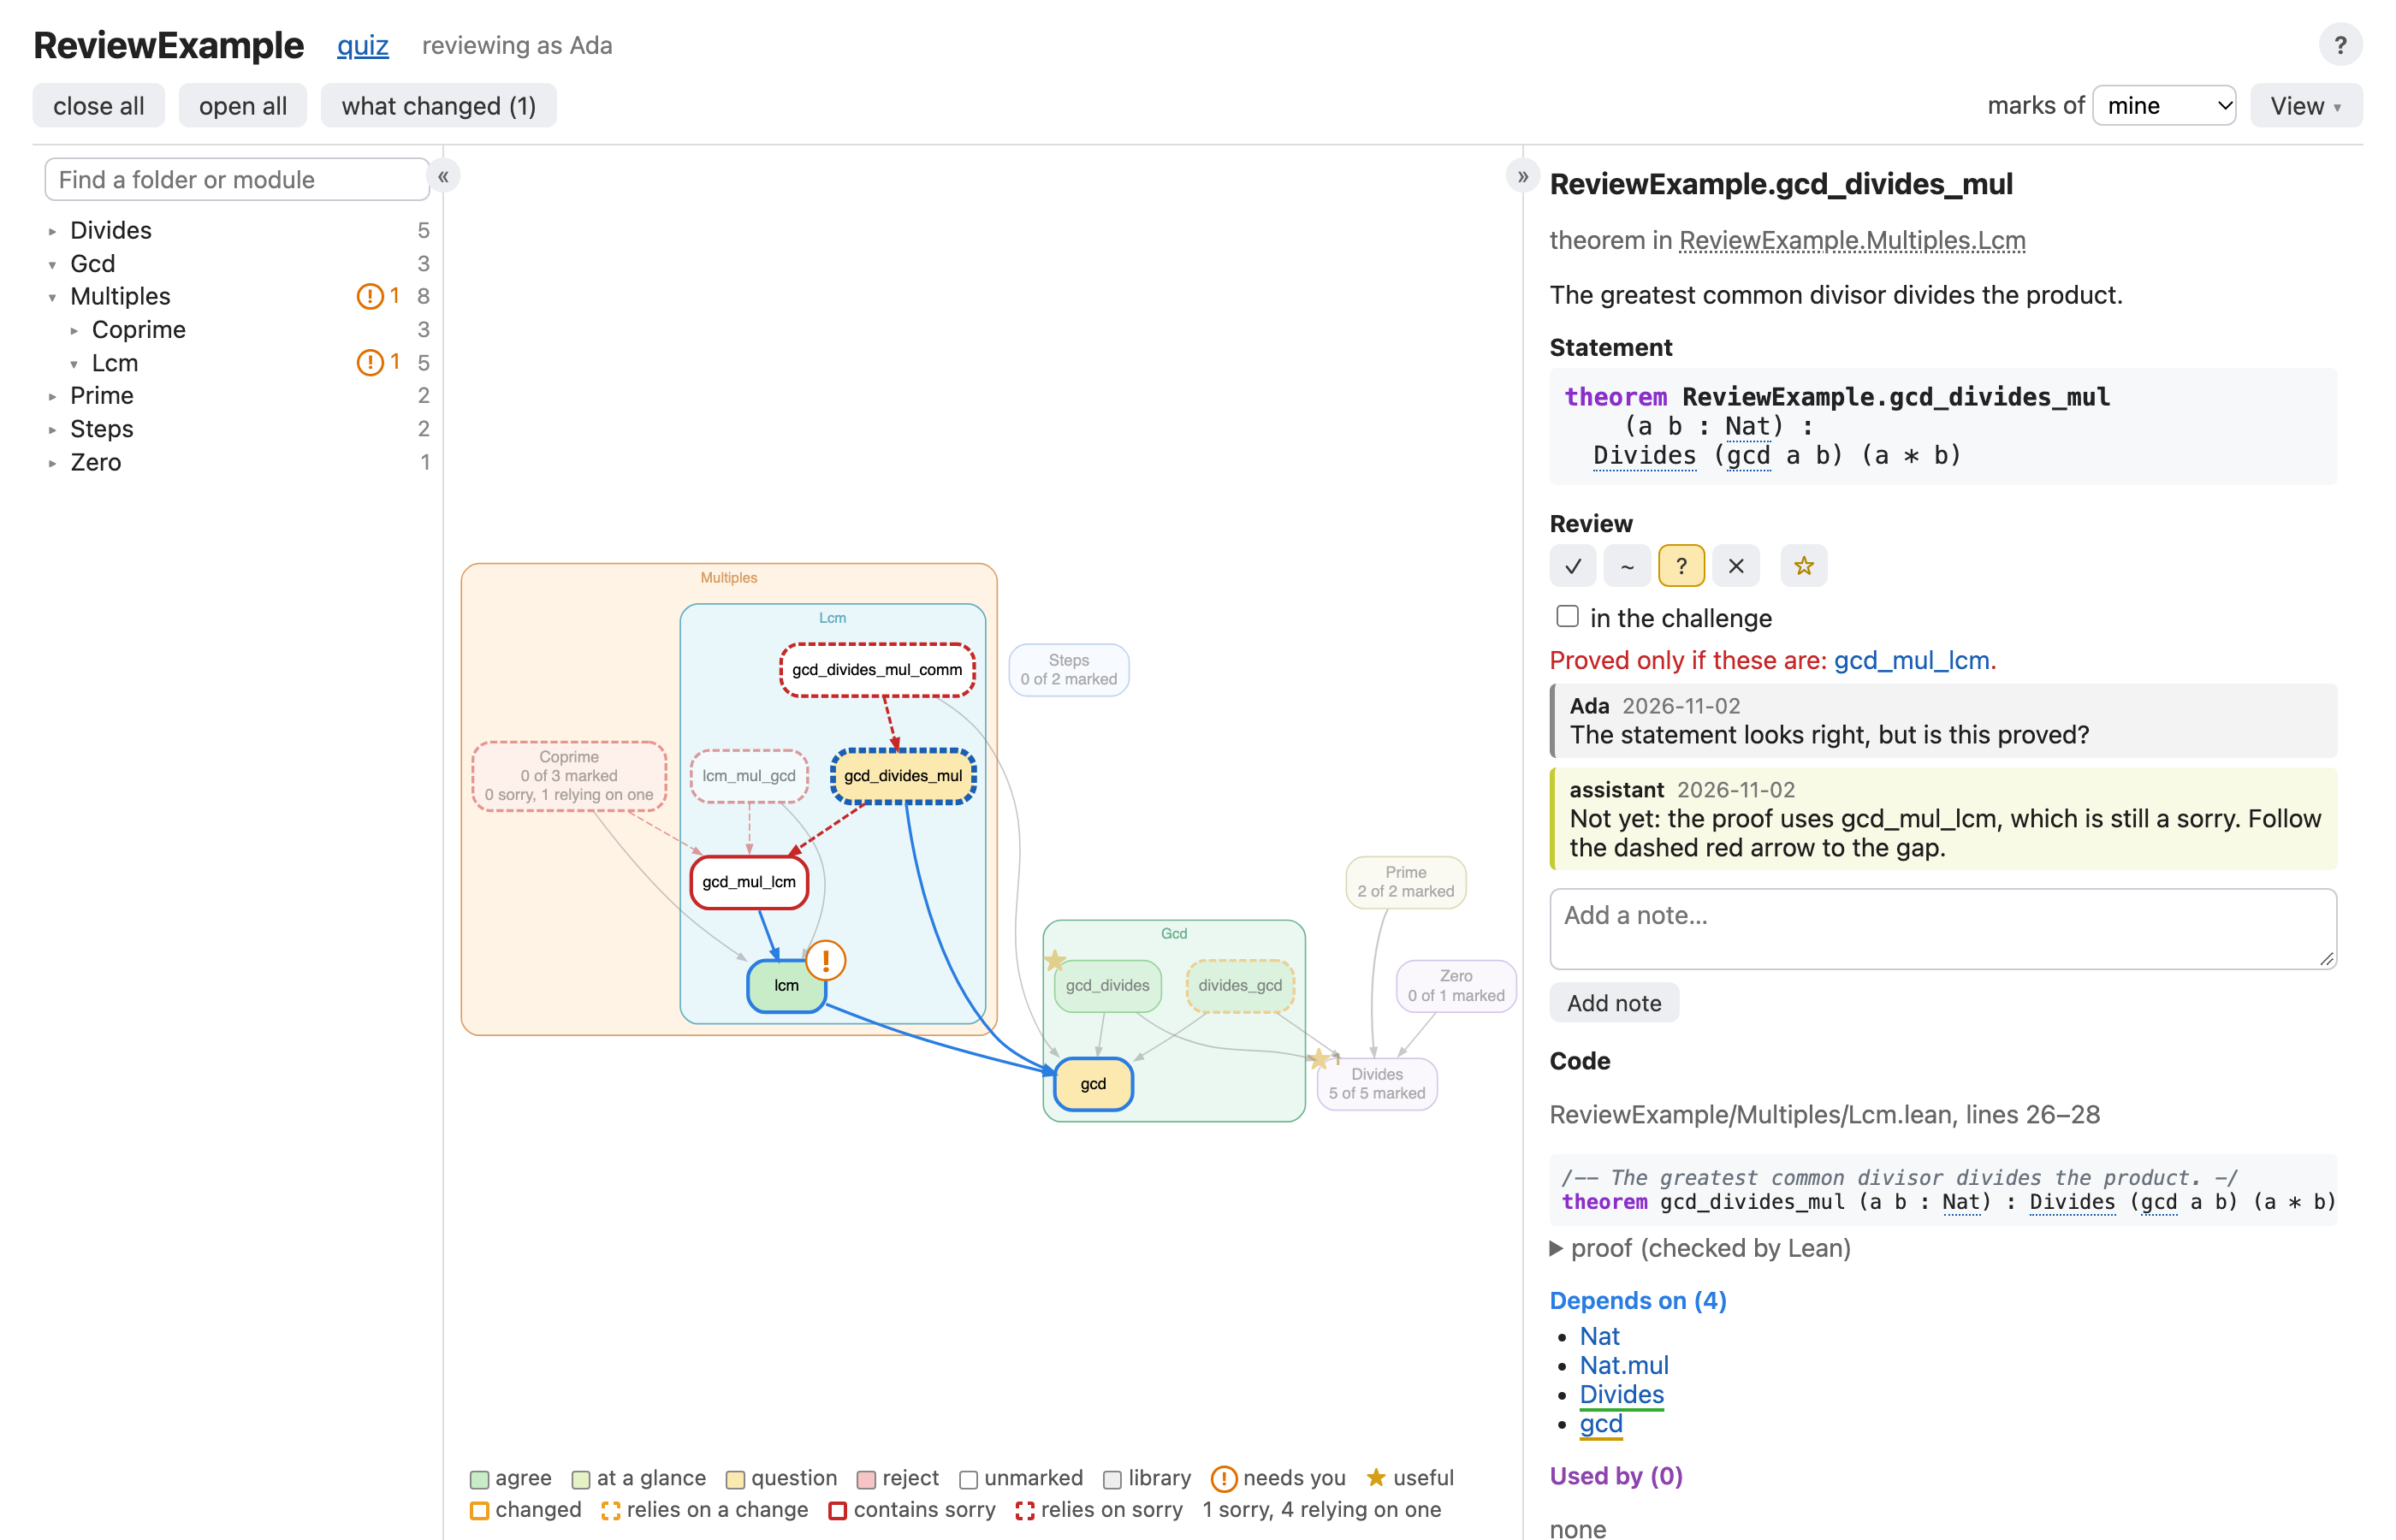 ReviewExample quiz reviewing as Ada ?
close all open all what changed (1) marks of mine View ▾
Find a folder or module «
▸ Divides 5
▾ Gcd 3
▾ Multiples ! 1 8
▸ Coprime 3
▾ Lcm ! 1 5
▸ Prime 2
▸ Steps 2
▸ Zero 1
Multiples
Lcm
gcd_divides_mul_comm
Steps
0 of 2 marked
Coprime
0 of 3 marked
0 sorry, 1 relying on one
lcm_mul_gcd
gcd_divides_mul
gcd_mul_lcm
lcm
!
Prime
2 of 2 marked
Gcd
gcd_divides
divides_gcd
Zero
0 of 1 marked
gcd
1
Divides
5 of 5 marked
agree at a glance question reject unmarked library ! needs you ★ useful
changed relies on a change contains sorry relies on sorry 1 sorry, 4 relying on one
»
ReviewExample.gcd_divides_mul
theorem in ReviewExample.Multiples.Lcm
The greatest common divisor divides the product.
Statement
theorem ReviewExample.gcd_divides_mul
(a b : Nat) :
Divides (gcd a b) (a * b)
Review
✓ ~ ? ✕ ☆
in the challenge
Proved only if these are: gcd_mul_lcm.
Ada 2026-11-02
The statement looks right, but is this proved?
assistant 2026-11-02
Not yet: the proof uses gcd_mul_lcm, which is still a sorry. Follow
the dashed red arrow to the gap.
Add a note...
Add note
Code
ReviewExample/Multiples/Lcm.lean, lines 26–28
/-- The greatest common divisor divides the product. -/
theorem gcd_divides_mul (a b : Nat) : Divides (gcd a b) (a * b)
▶ proof (checked by Lean)
Depends on (4)
• Nat
• Nat.mul
• Divides
• gcd
Used by (0)
none